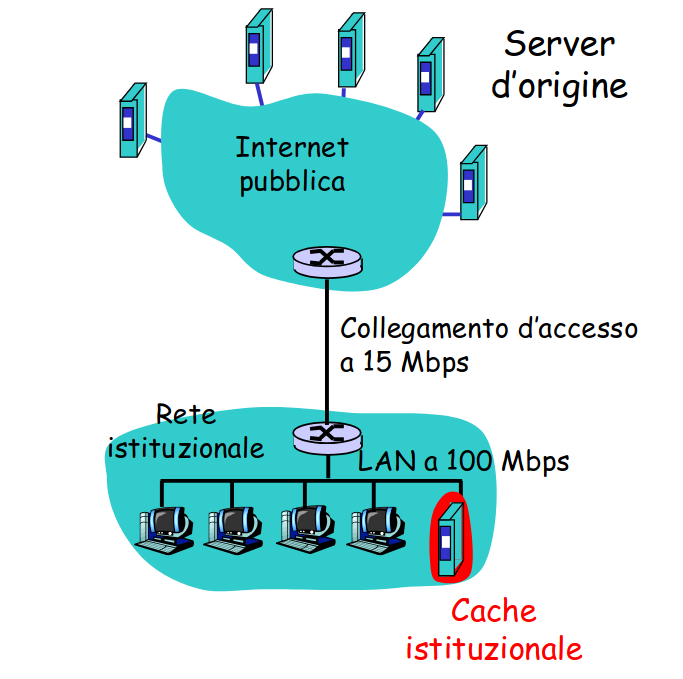 Server
d'origine
Internet
pubblica
Collegamento d'accesso
a 15 Mbps
Rete
istituzionale
LAN a 100 Mbps
Cache
istituzionale